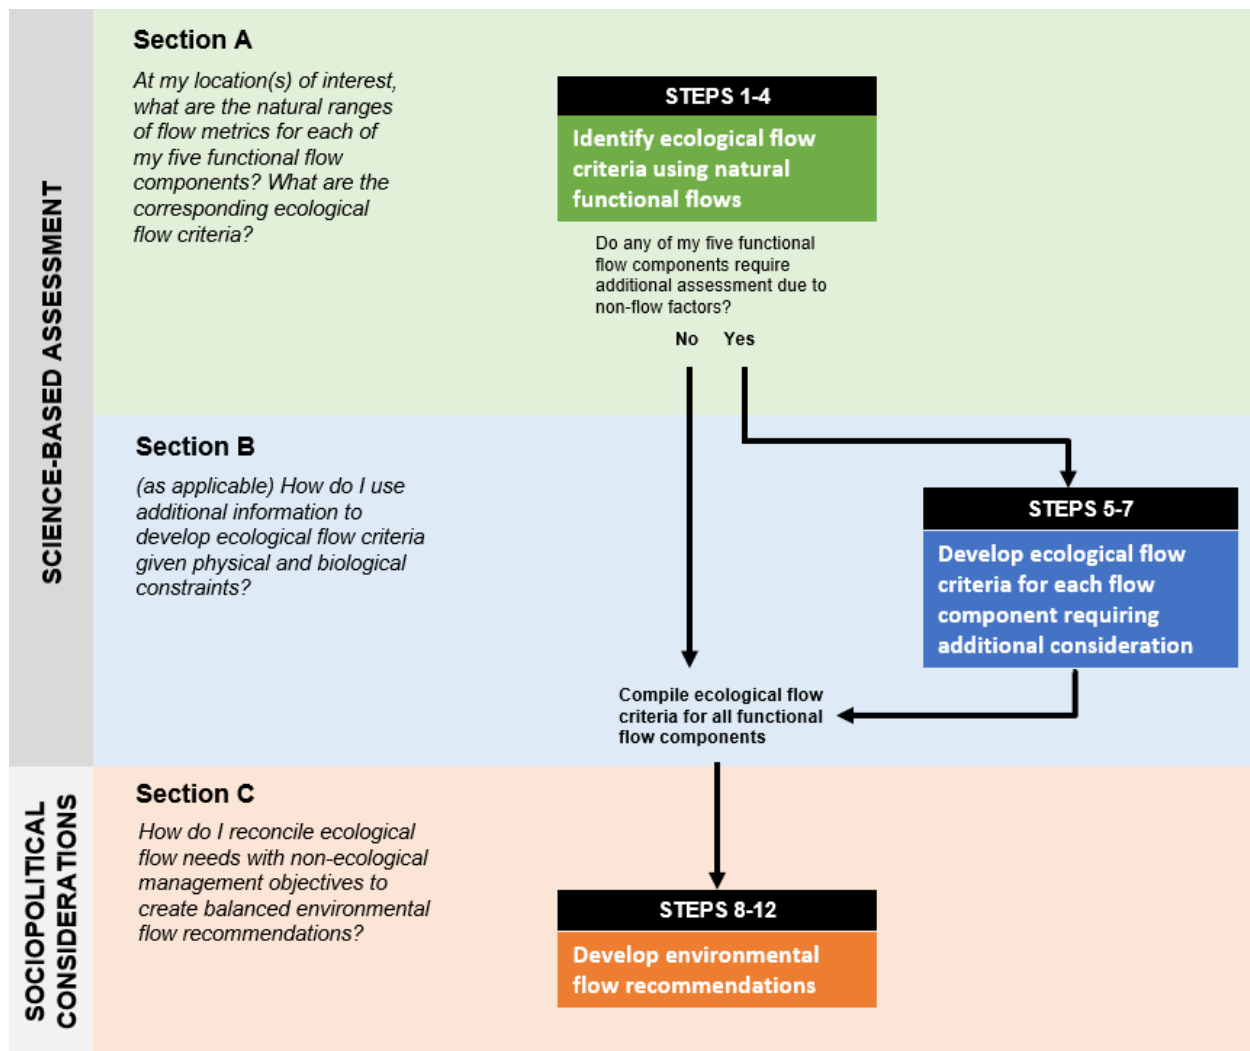 SCIENCE-BASED ASSESSMENT
Section A
At my location(s) of interest,
what are the natural ranges
of flow metrics for each of
my five functional flow
components? What are the
corresponding ecological
flow criteria?
STEPS 1-4
Identify ecological flow
criteria using natural
functional flows
Do any of my five functional
flow components require
additional assessment due to
non-flow factors?
No Yes
Section B
(as applicable) How do I use
additional information to
develop ecological flow criteria
given physical and biological
constraints?
STEPS 5-7
Develop ecological flow
criteria for each flow
component requiring
additional consideration
Compile ecological flow
criteria for all functional
flow components
SOCIOPOLITICAL
CONSIDERATIONS
Section C
How do I reconcile ecological
flow needs with non-ecological
management objectives to
create balanced environmental
flow recommendations?
STEPS 8-12
Develop environmental
flow recommendations